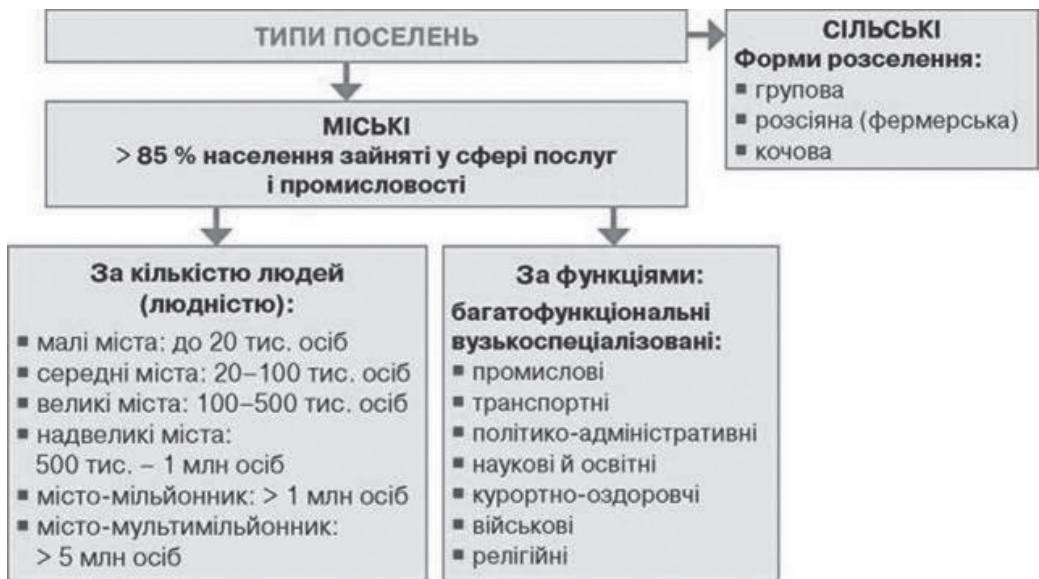 ТИПИ ПОСЕЛЕНЬ
СІЛЬСЬКІ
Форми розселення:
▪ групова
▪ розсіяна (фермерська)
▪ кочова
МІСЬКІ
> 85 % населення зайняті у сфері послуг
і промисловості
За кількістю людей
(людністю):
▪ малі міста: до 20 тис. осіб
▪ середні міста: 20–100 тис. осіб
▪ великі міста: 100–500 тис. осіб
▪ надвеликі міста:
500 тис. – 1 млн осіб
▪ місто-мільйонник: > 1 млн осіб
▪ місто-мультимільйонник:
> 5 млн осіб
За функціями:
багатофункціональні
вузькоспеціалізовані:
▪ промислові
▪ транспортні
▪ політико-адміністративні
▪ наукові й освітні
▪ курортно-оздоровчі
▪ військові
▪ релігійні